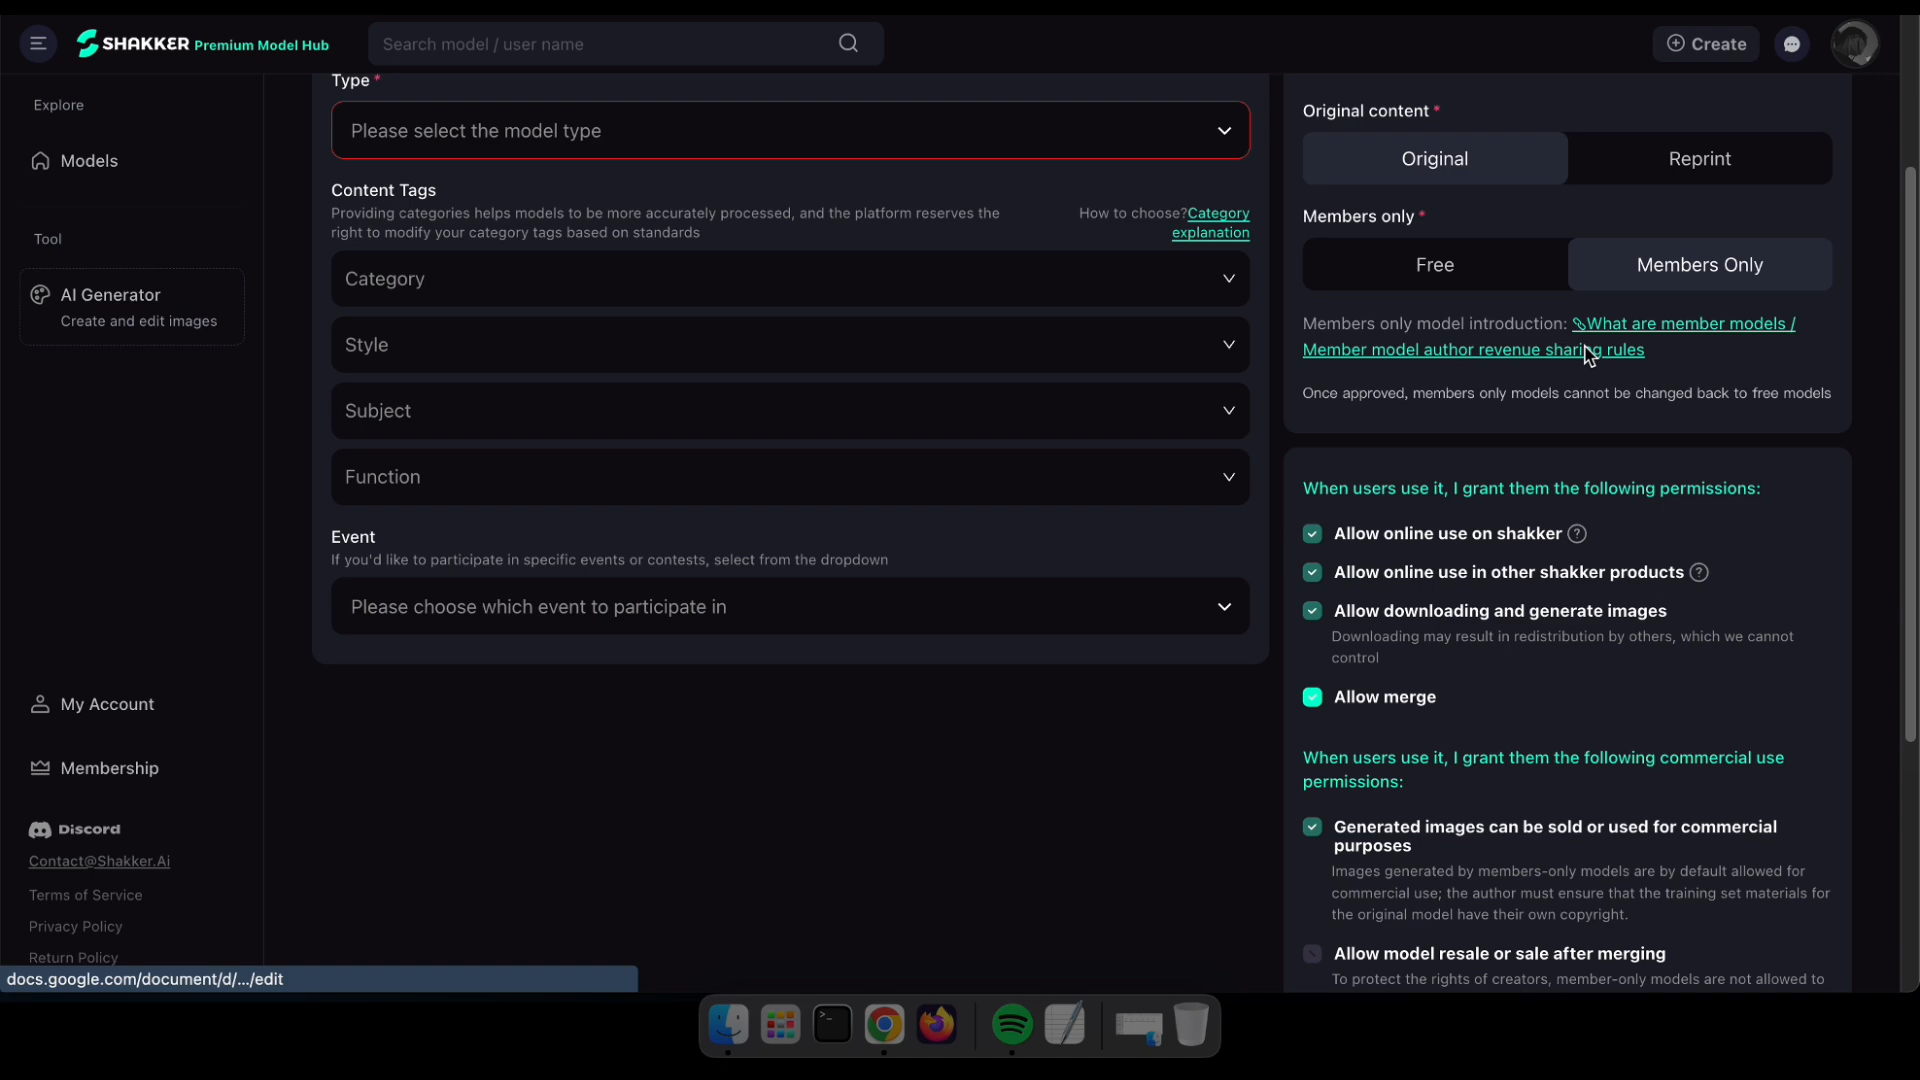 SHAKKER Premium Model Hub
Search model / user name
Create
Explore
Models
Tool
AI Generator
Create and edit images
My Account
Membership
Discord
Contact@Shakker.Ai
Terms of Service
Privacy Policy
Return Policy
docs.google.com/document/d/.../edit
Type *
Please select the model type
Content Tags
Providing categories helps models to be more accurately processed, and the platform reserves the
right to modify your category tags based on standards
How to choose?Category
explanation
Category
Style
Subject
Function
Event
If you'd like to participate in specific events or contests, select from the dropdown
Please choose which event to participate in
Original content *
Original
Reprint
Members only *
Free
Members Only
Members only model introduction: What are member models /
Member model author revenue sharing rules
Once approved, members only models cannot be changed back to free models
When users use it, I grant them the following permissions:
Allow online use on shakker ?
Allow online use in other shakker products ?
Allow downloading and generate images
Downloading may result in redistribution by others, which we cannot
control
Allow merge
When users use it, I grant them the following commercial use
permissions:
Generated images can be sold or used for commercial
purposes
Images generated by members-only models are by default allowed for
commercial use; the author must ensure that the training set materials for
the original model have their own copyright.
Allow model resale or sale after merging
To protect the rights of creators, member-only models are not allowed to